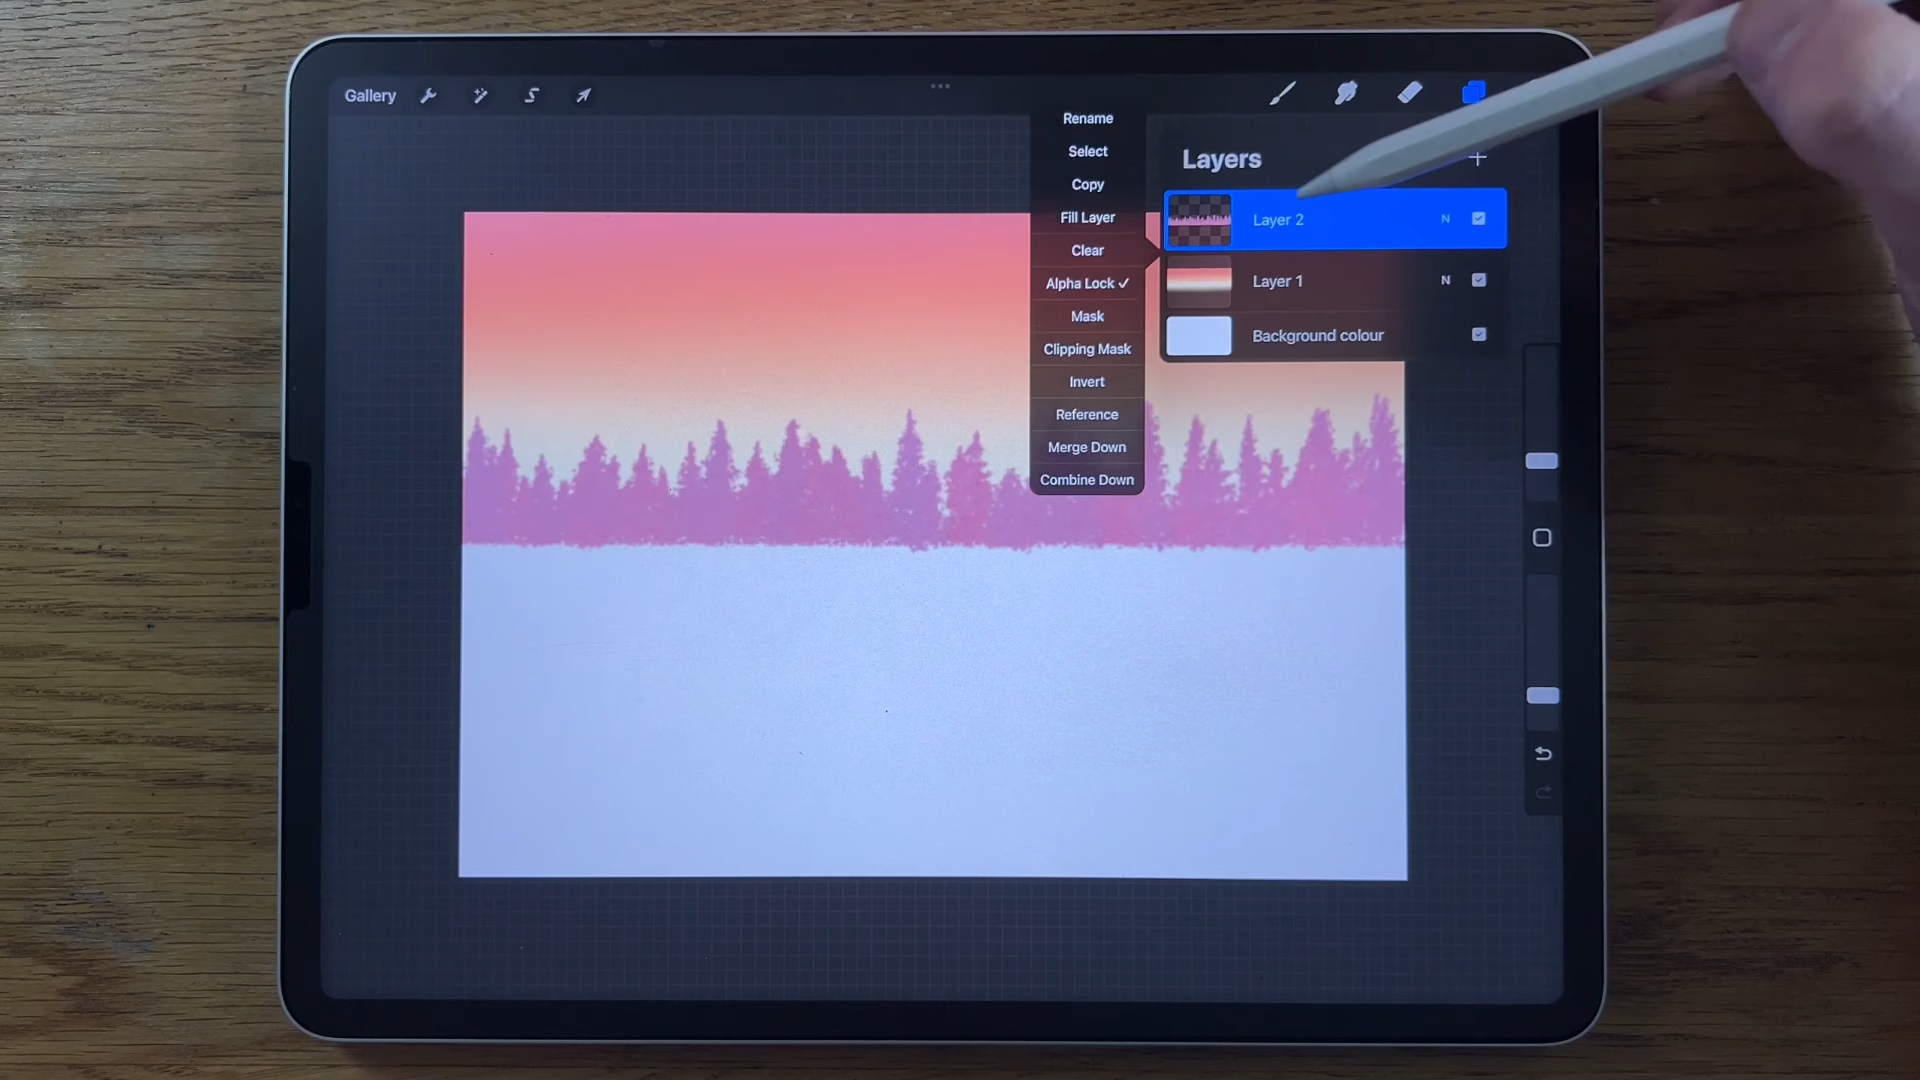 Gallery
Rename
Select
Copy
Fill Layer
Clear
Alpha Lock ✓
Mask
Clipping Mask
Invert
Reference
Merge Down
Combine Down
Layers
Layer 2 N
Layer 1 N
Background colour